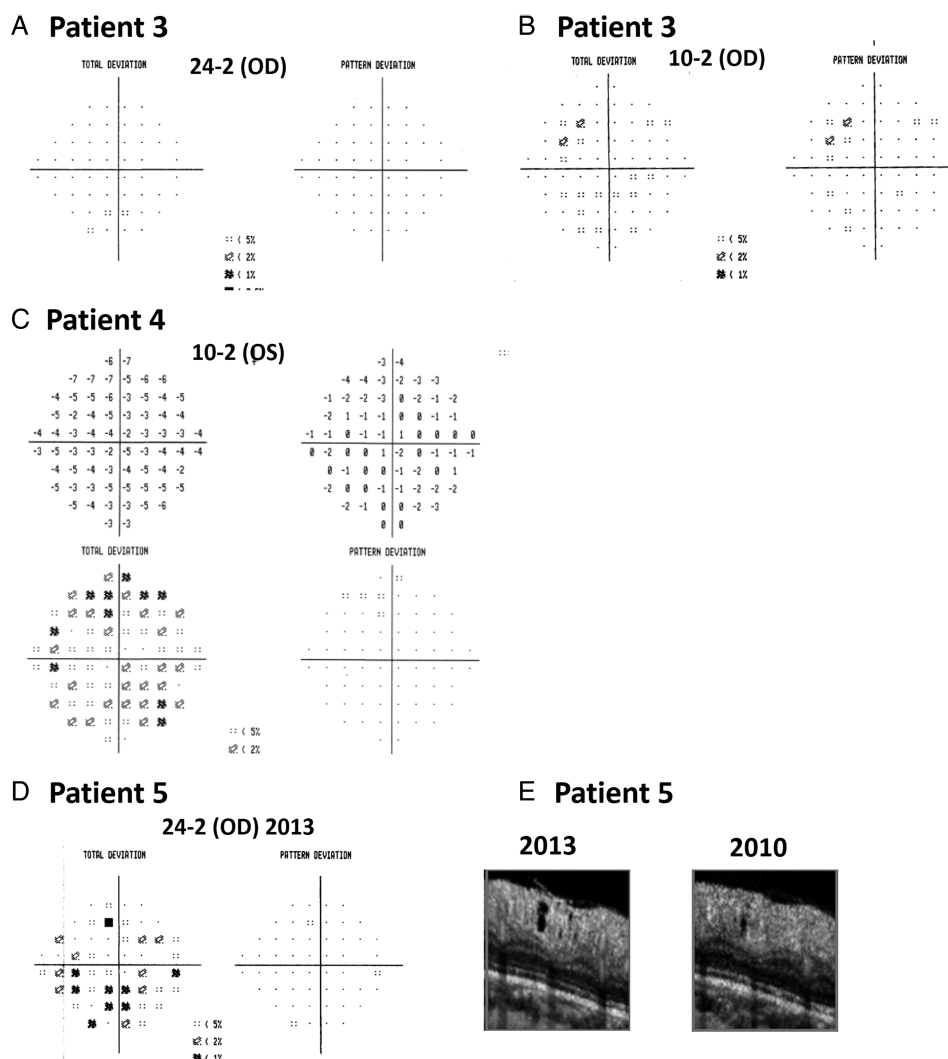 A Patient 3
24-2 (OD)
TOTAL DEVIATION
PATTERN DEVIATION
< 5%
< 2%
< 1%
B Patient 3
10-2 (OD)
TOTAL DEVIATION
PATTERN DEVIATION
< 5%
< 2%
< 1%
C Patient 4
10-2 (OS)
-6 -7
-7 -7 -7 -5 -6 -6
-4 -5 -5 -6 -3 -5 -4 -5
-5 -2 -4 -5 -3 -3 -4 -4
-4 -4 -3 -4 -4 -2 -3 -3 -3 -4
-3 -5 -3 -3 -2 -5 -3 -4 -4 -4
-4 -5 -4 -3 -4 -5 -4 -2
-5 -3 -3 -5 -5 -5 -5 -5
-5 -4 -3 -3 -5 -6
-3 -3
TOTAL DEVIATION
-3 -4
-4 -4 -3 -2 -3 -3
-1 -2 -2 -3 0 -2 -1 -2
-2 1 -1 -1 0 0 -1 -1
-1 -1 0 -1 -1 1 0 0 0 0
0 -2 0 0 1 -2 0 -1 -1 -1
0 -1 0 0 -1 -2 0 1
-2 0 0 -1 -1 -2 -2 -2
-2 -1 0 0 -2 -3
0 0
PATTERN DEVIATION
< 5%
< 2%
D Patient 5
24-2 (OD) 2013
TOTAL DEVIATION
PATTERN DEVIATION
< 5%
< 2%
< 1%
E Patient 5
2013
2010